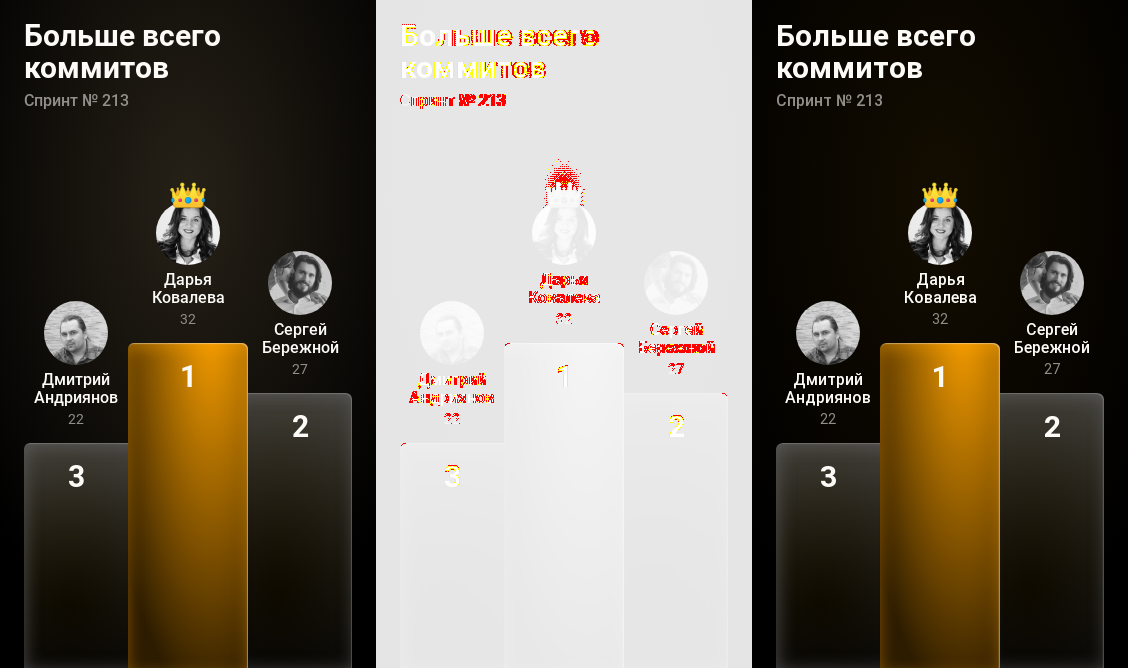 Больше всего
коммитов
Спринт № 213
Дарья
Ковалева
32
Сергей
Бережной
27
Дмитрий
Андриянов
22
1
2
3
Больше всего
коммитов
Спринт № 213
Дарья
Ковалева
32
Сергей
Бережной
27
Дмитрий
Андриянов
22
1
2
3
Больше всего
коммитов
Спринт № 213
Дарья
Ковалева
32
Сергей
Бережной
27
Дмитрий
Андриянов
22
1
2
3